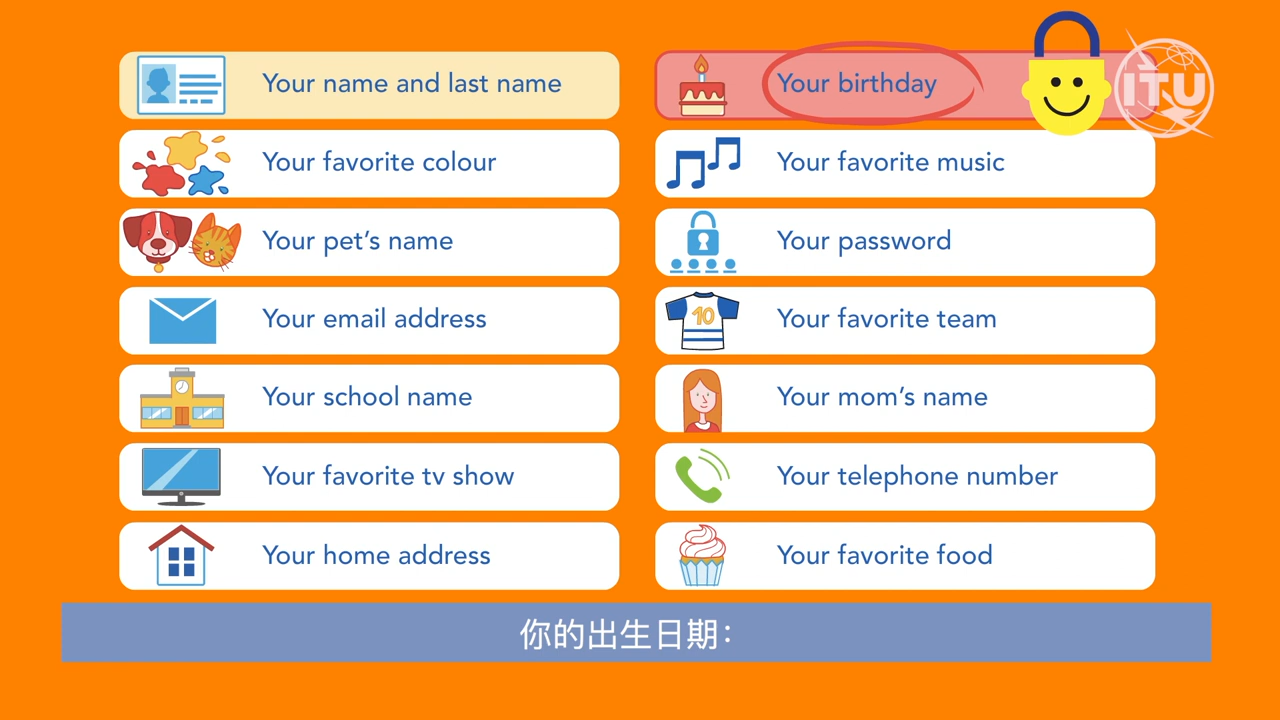 Your name and last name
Your birthday
ITU
Your favorite colour
Your favorite music
Your pet’s name
Your password
Your email address
10
Your favorite team
Your school name
Your mom’s name
Your favorite tv show
Your telephone number
Your home address
Your favorite food
你的出生日期：